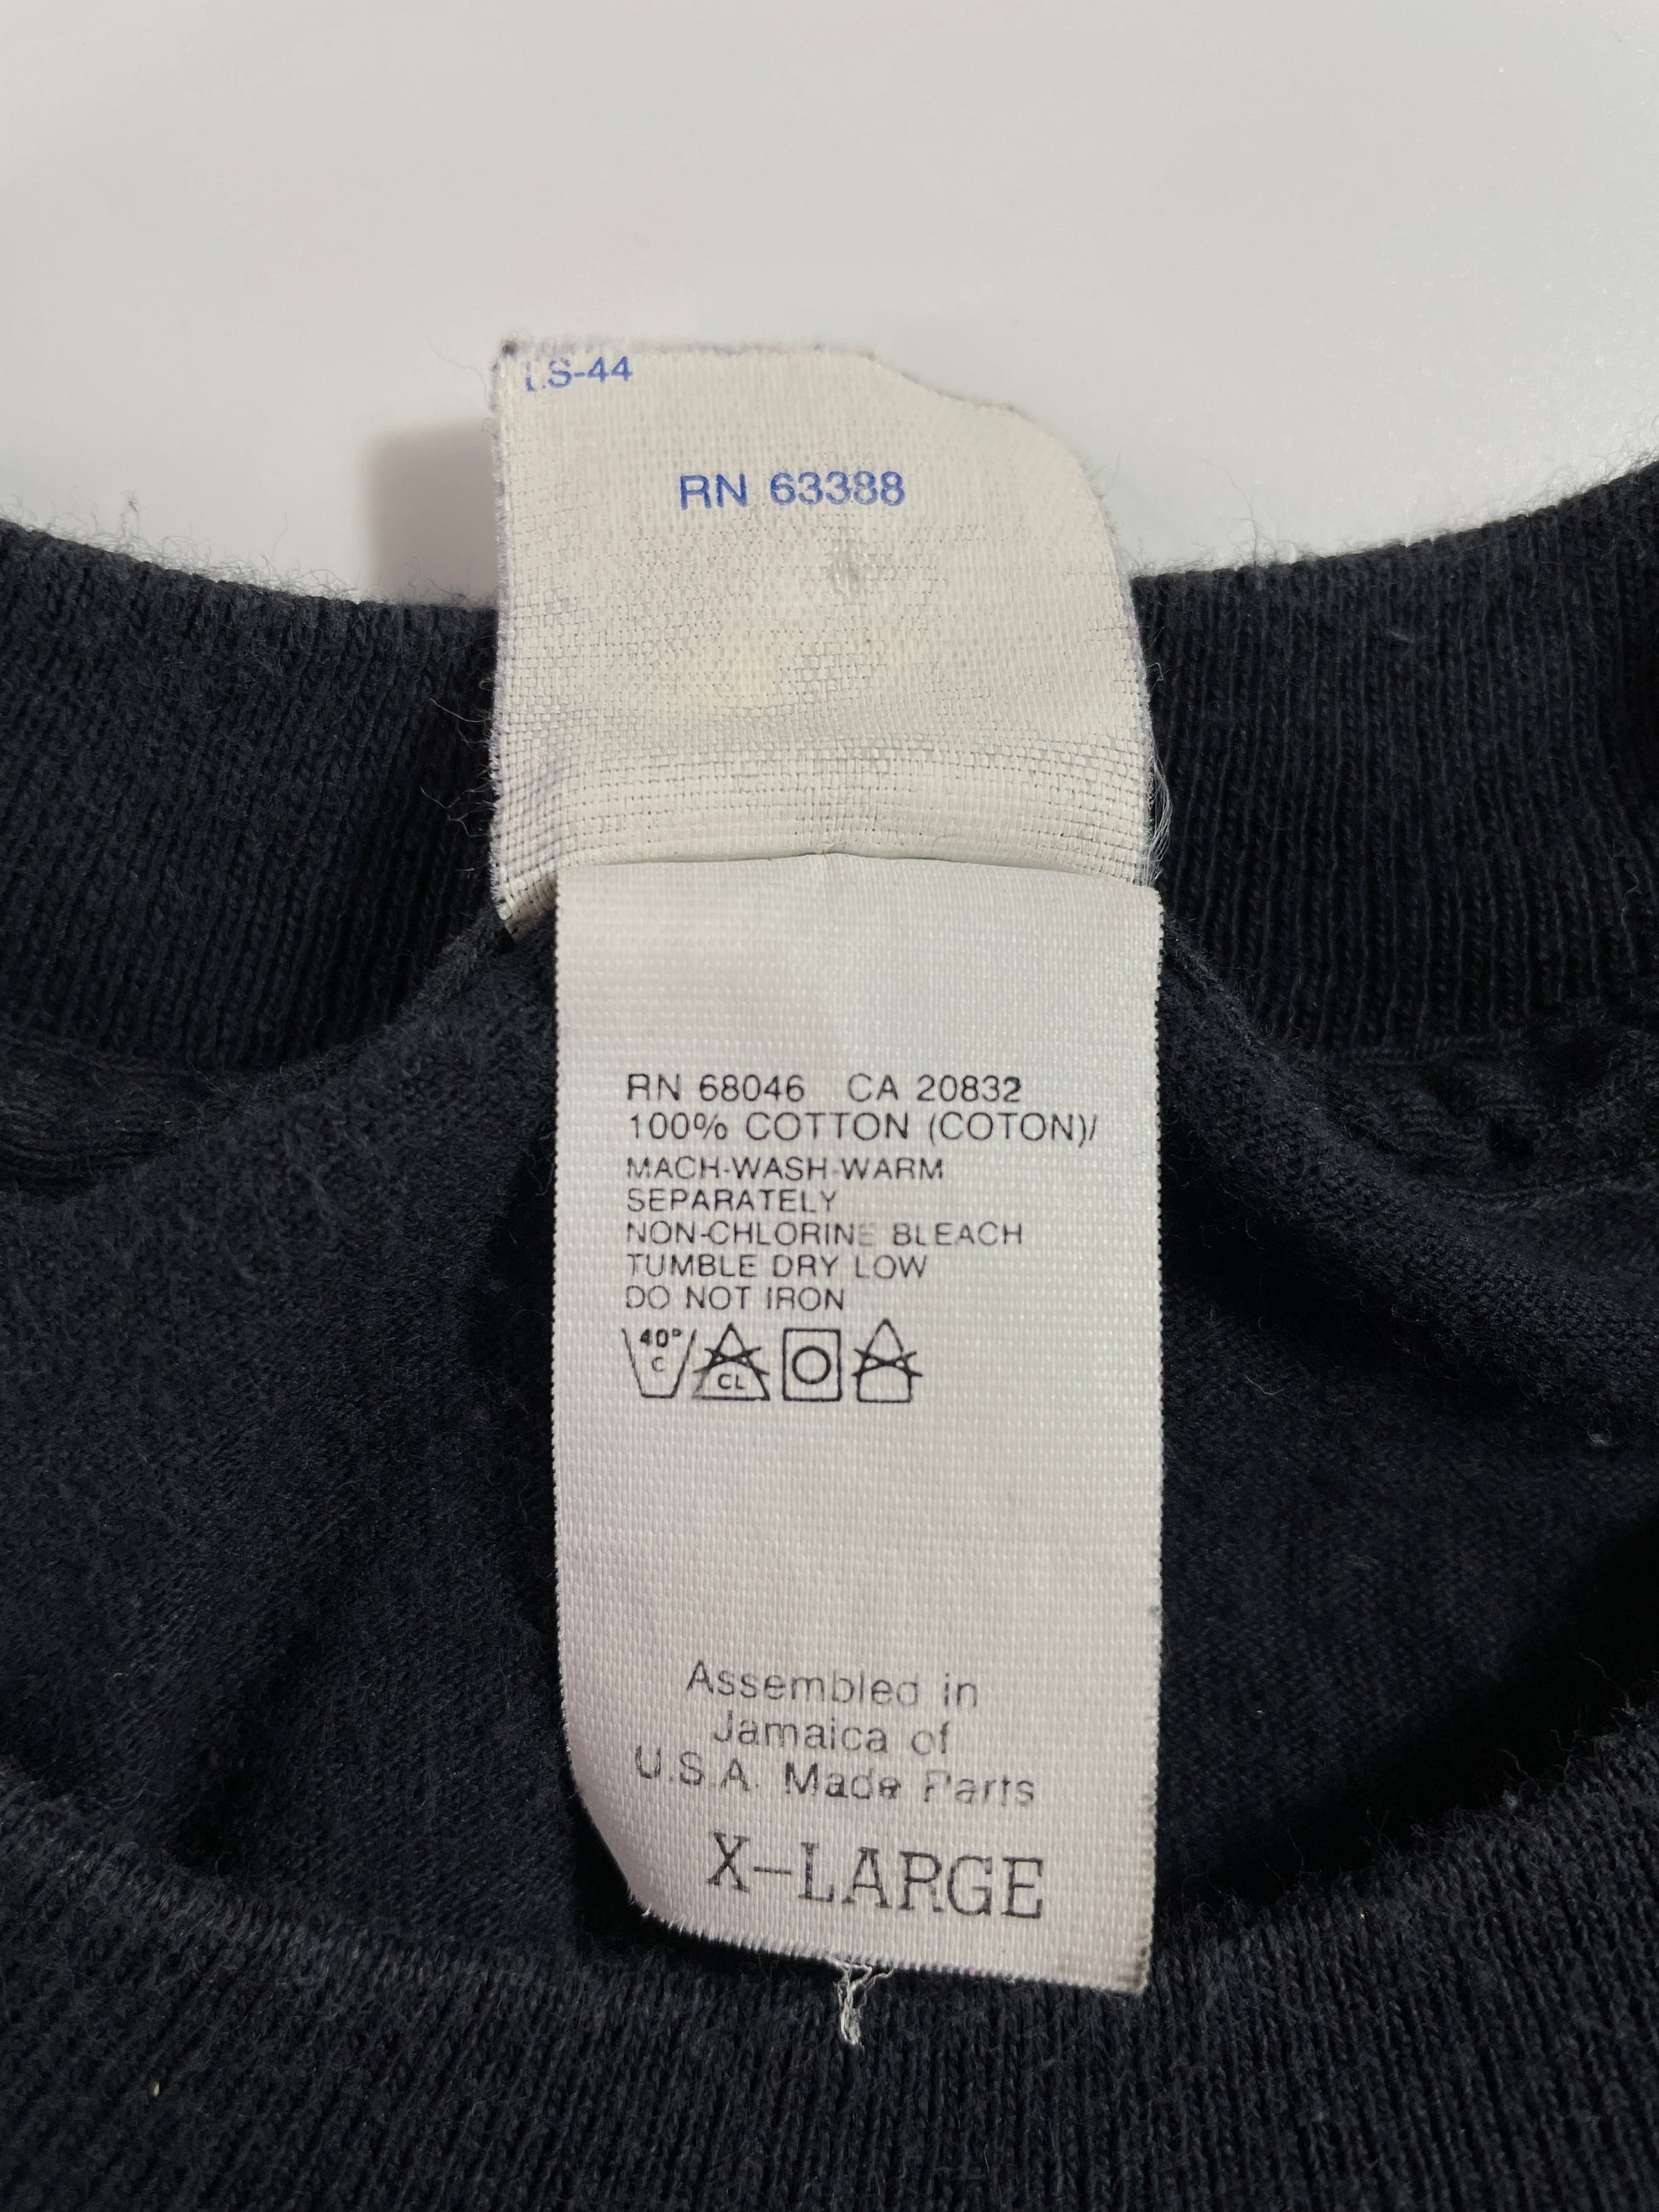 LS-44
RN 63388
RN 68046 CA 20832
100% COTTON (COTON)/
MACH-WASH-WARM
SEPARATELY
NON-CHLORINE BLEACH
TUMBLE DRY LOW
DO NOT IRON
40°
C
CL
Assembled in
Jamaica of
U.S.A. Made Parts
X-LARGE